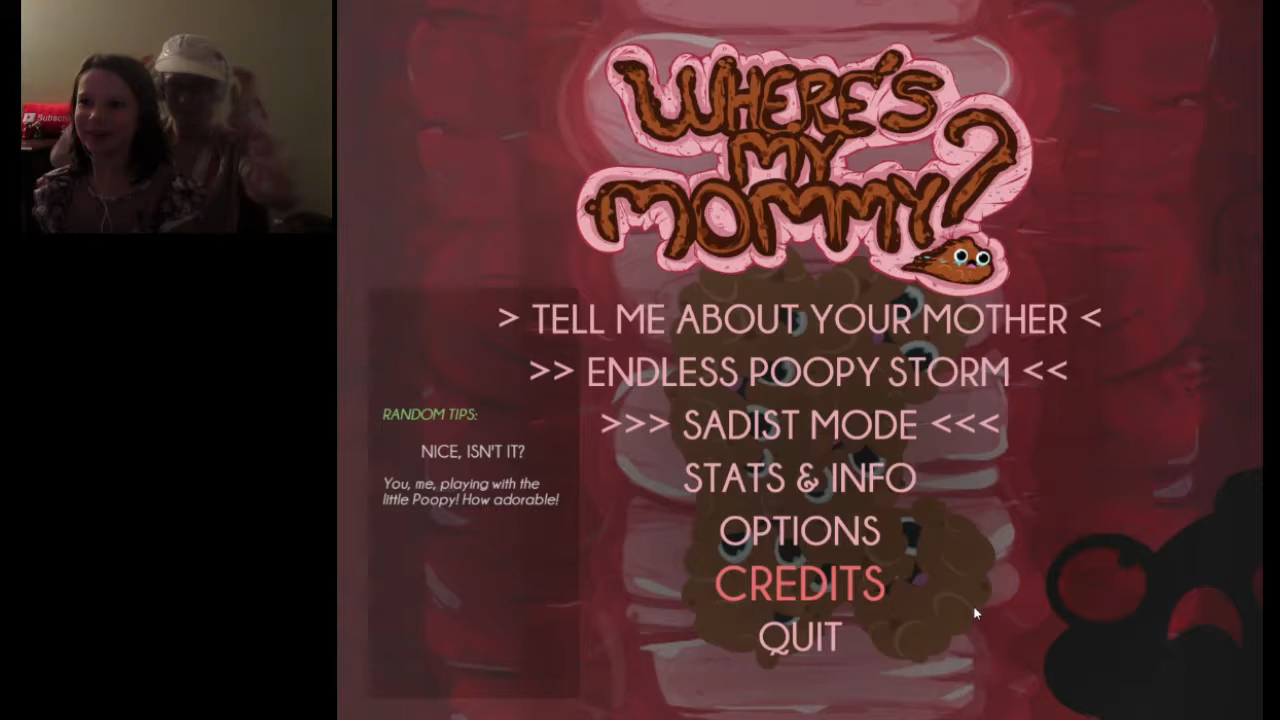 WHERE'S
MY
MOMMY?
> TELL ME ABOUT YOUR MOTHER <
>> ENDLESS POOPY STORM <<
>>> SADIST MODE <<<
STATS & INFO
OPTIONS
CREDITS
QUIT
RANDOM TIPS:
NICE, ISN'T IT?
You, me, playing with the
little Poopy! How adorable!